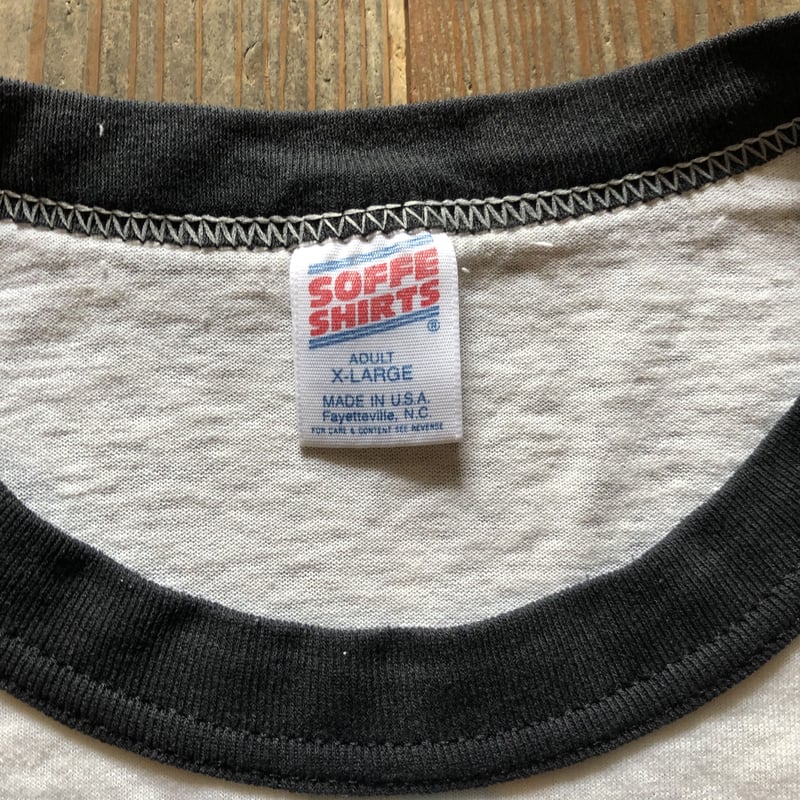 SOFFE
SHIRTS
®
ADULT
X-LARGE
MADE IN U.S.A.
Fayetteville, N.C.
FOR CARE & CONTENT SEE REVERSE